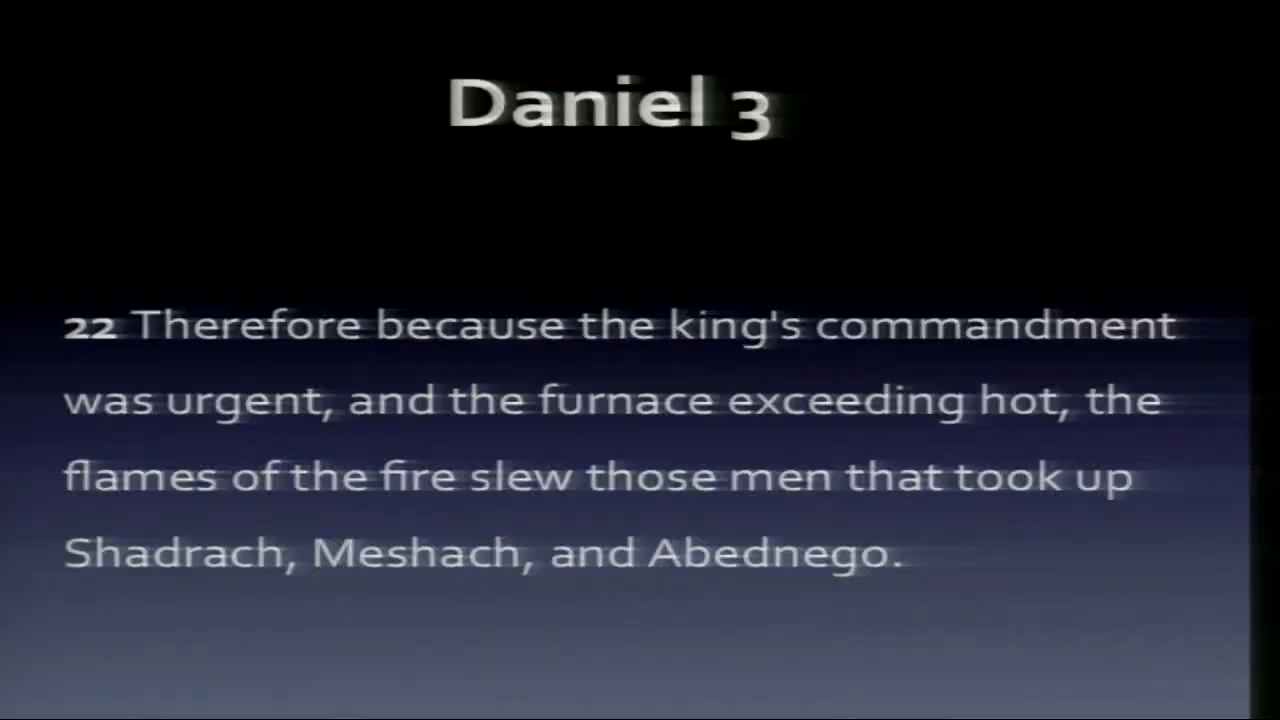 Daniel 3
22 Therefore because the king's commandment
was urgent, and the furnace exceeding hot, the
flames of the fire slew those men that took up
Shadrach, Meshach, and Abednego.